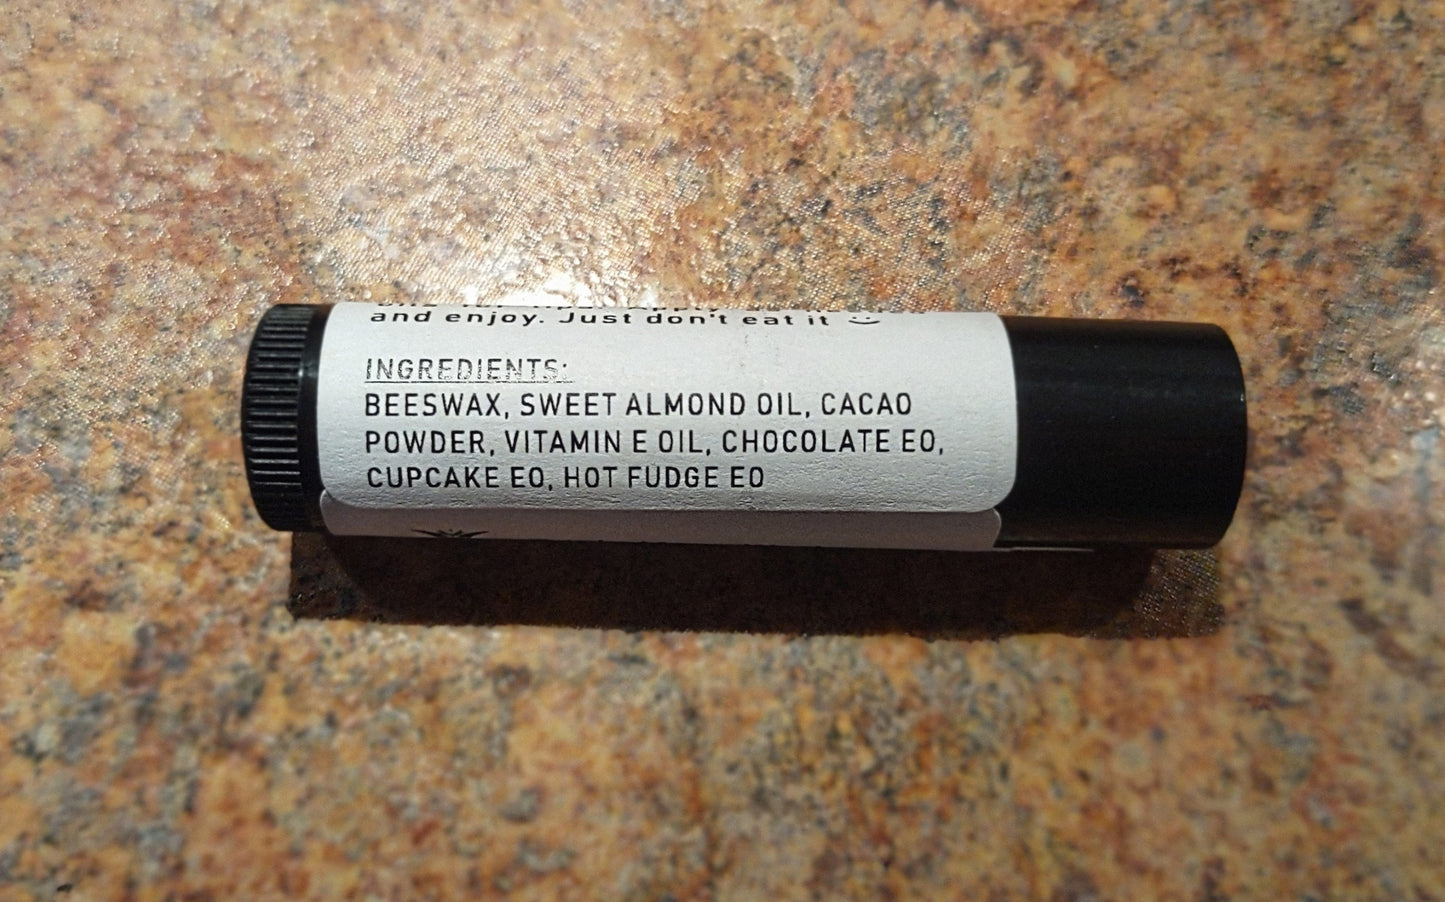 and enjoy. Just don't eat it
INGREDIENTS:
BEESWAX, SWEET ALMOND OIL, CACAO
POWDER, VITAMIN E OIL, CHOCOLATE EO,
CUPCAKE EO, HOT FUDGE EO